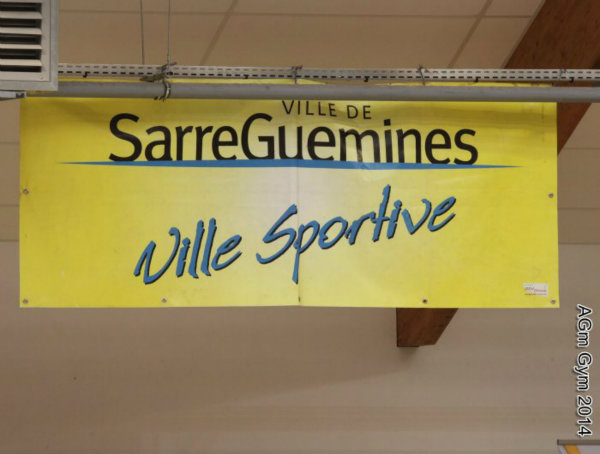 VILLE DE
SarreGuemines
Ville Sportive
AGm Gym 2014